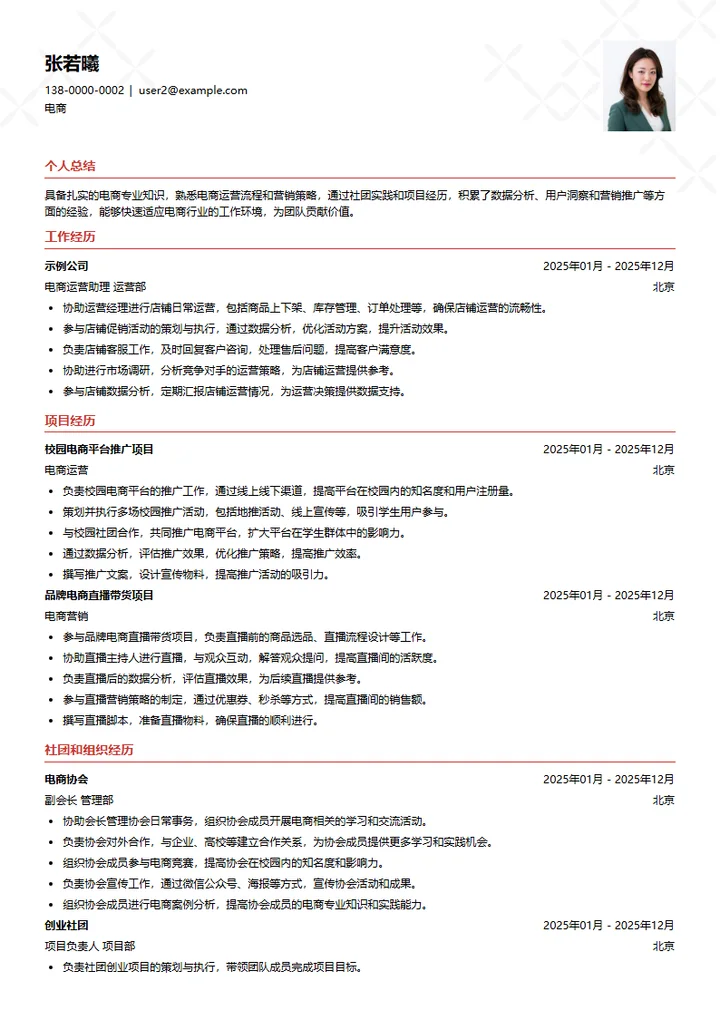 张若曦
138-0000-0002 | user2@example.com
电商
个人总结
具备扎实的电商专业知识，熟悉电商运营流程和营销策略，通过社团实践和项目经历，积累了数据分析、用户洞察和营销推广等方
面的经验，能够快速适应电商行业的工作环境，为团队贡献价值。
工作经历
示例公司 2025年01月 - 2025年12月
电商运营助理 运营部 北京
• 协助运营经理进行店铺日常运营，包括商品上下架、库存管理、订单处理等，确保店铺运营的流畅性。
• 参与店铺促销活动的策划与执行，通过数据分析，优化活动方案，提升活动效果。
• 负责店铺客服工作，及时回复客户咨询，处理售后问题，提高客户满意度。
• 协助进行市场调研，分析竞争对手的运营策略，为店铺运营提供参考。
• 参与店铺数据分析，定期汇报店铺运营情况，为运营决策提供数据支持。
项目经历
校园电商平台推广项目 2025年01月 - 2025年12月
电商运营 北京
• 负责校园电商平台的推广工作，通过线上线下渠道，提高平台在校园内的知名度和用户注册量。
• 策划并执行多场校园推广活动，包括地推活动、线上宣传等，吸引学生用户参与。
• 与校园社团合作，共同推广电商平台，扩大平台在学生群体中的影响力。
• 通过数据分析，评估推广效果，优化推广策略，提高推广效率。
• 撰写推广文案，设计宣传物料，提高推广活动的吸引力。
品牌电商直播带货项目 2025年01月 - 2025年12月
电商营销 北京
• 参与品牌电商直播带货项目，负责直播前的商品选品、直播流程设计等工作。
• 协助直播主持人进行直播，与观众互动，解答观众提问，提高直播间的活跃度。
• 负责直播后的数据分析，评估直播效果，为后续直播提供参考。
• 参与直播营销策略的制定，通过优惠券、秒杀等方式，提高直播间的销售额。
• 撰写直播脚本，准备直播物料，确保直播的顺利进行。
社团和组织经历
电商协会 2025年01月 - 2025年12月
副会长 管理部 北京
• 协助会长管理协会日常事务，组织协会成员开展电商相关的学习和交流活动。
• 负责协会对外合作，与企业、高校等建立合作关系，为协会成员提供更多学习和实践机会。
• 组织协会成员参与电商竞赛，提高协会在校园内的知名度和影响力。
• 负责协会宣传工作，通过微信公众号、海报等方式，宣传协会活动和成果。
• 组织协会成员进行电商案例分析，提高协会成员的电商专业知识和实践能力。
创业社团 2025年01月 - 2025年12月
项目负责人 项目部 北京
• 负责社团创业项目的策划与执行，带领团队成员完成项目目标。